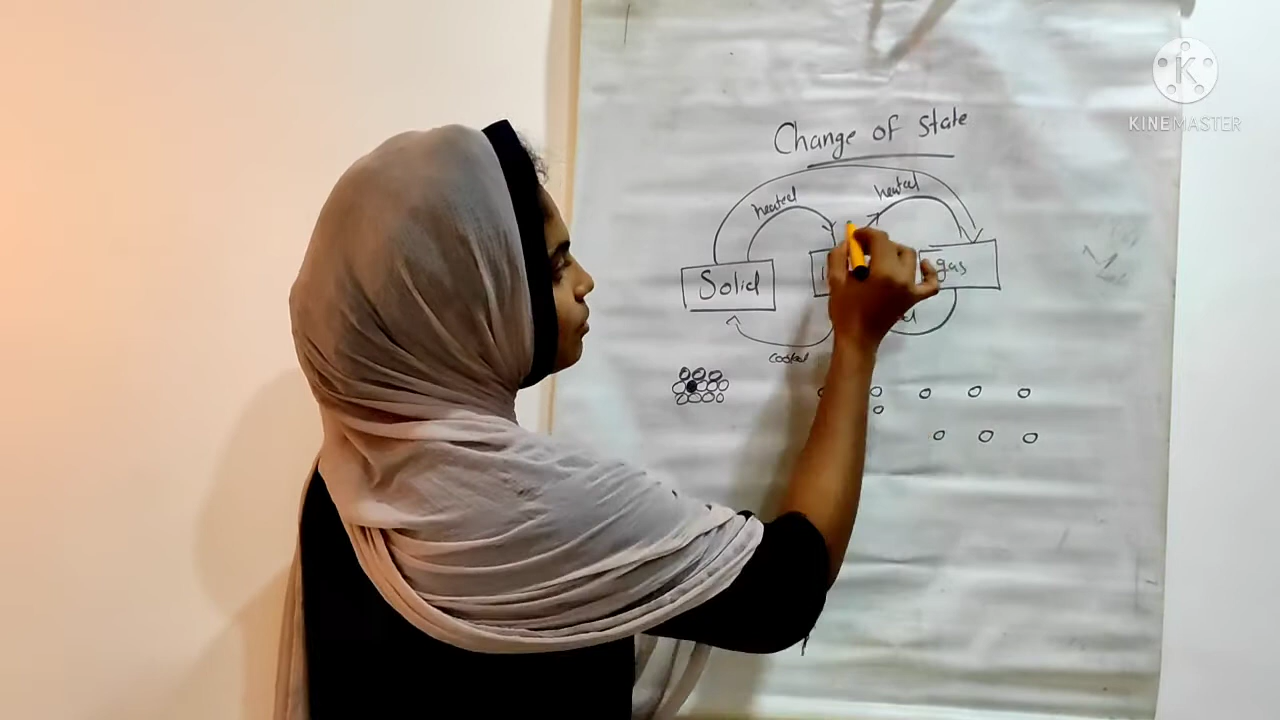 Change of state
heated
heated
Solid
gas
cooled
KINEMASTER